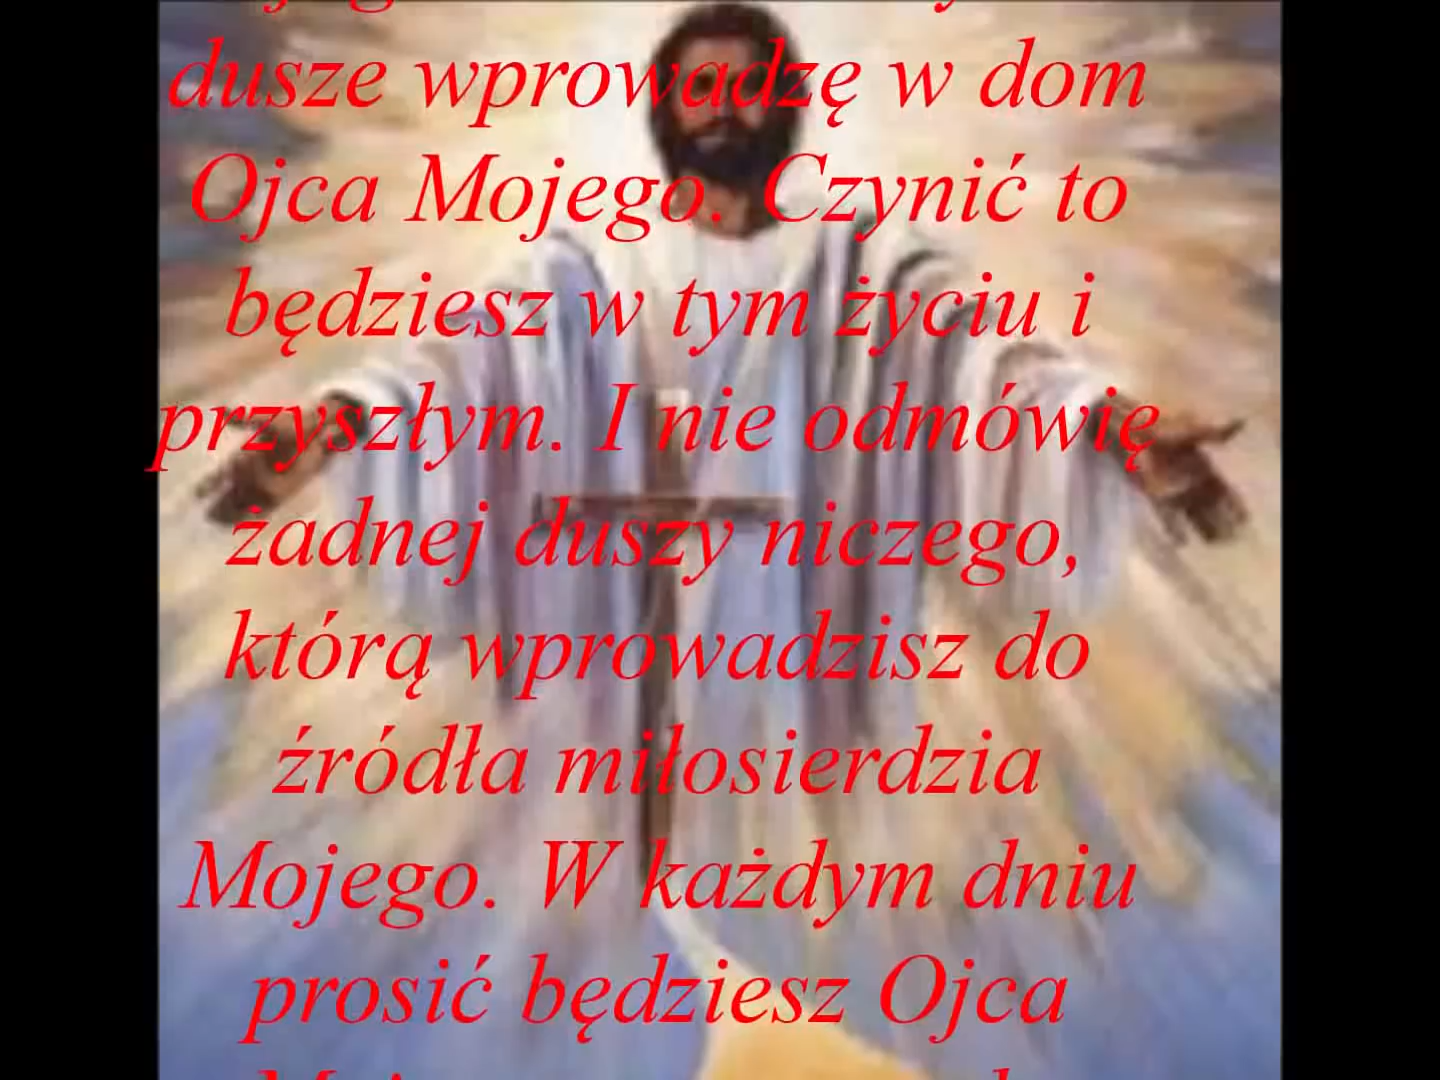 dusze wprowadzę w dom
Ojca Mojego. Czynić to
będziesz w tym życiu i
przyszłym. I nie odmówię
żadnej duszy niczego,
którą wprowadzisz do
źródła miłosierdzia
Mojego. W każdym dniu
prosić będziesz Ojca